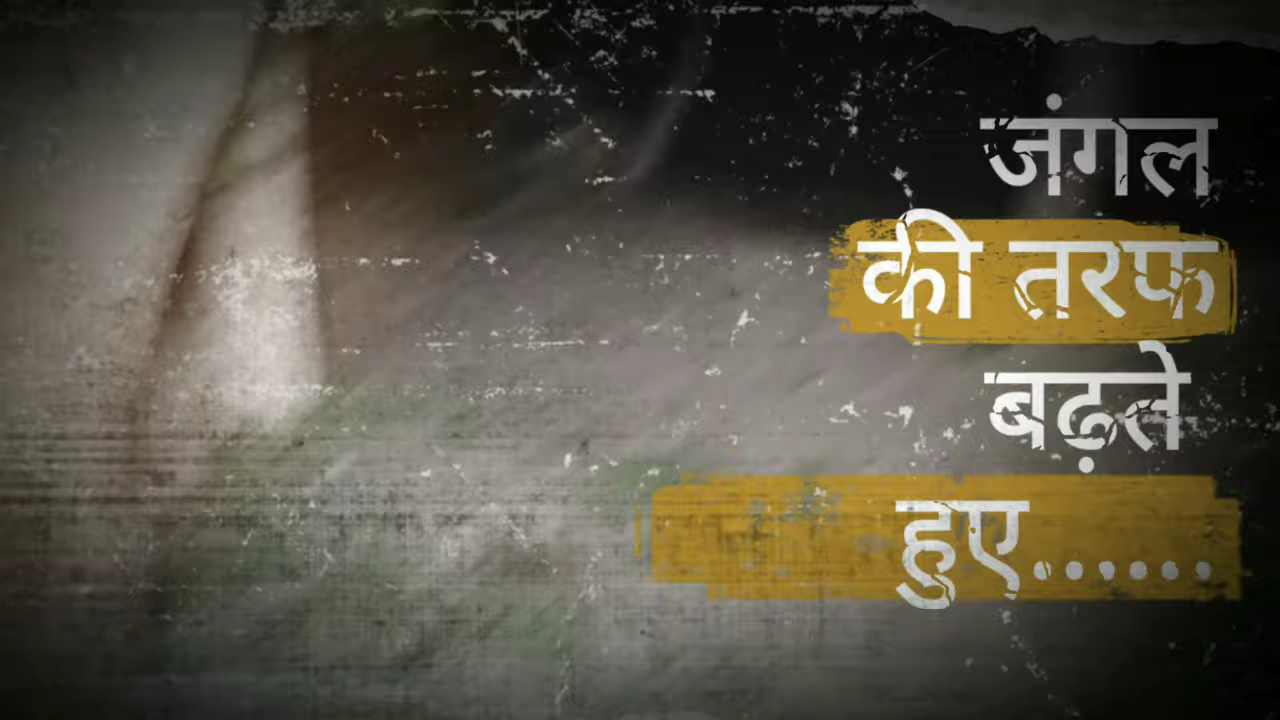 जंगल
की तरफ
बढ़ते
हुए......